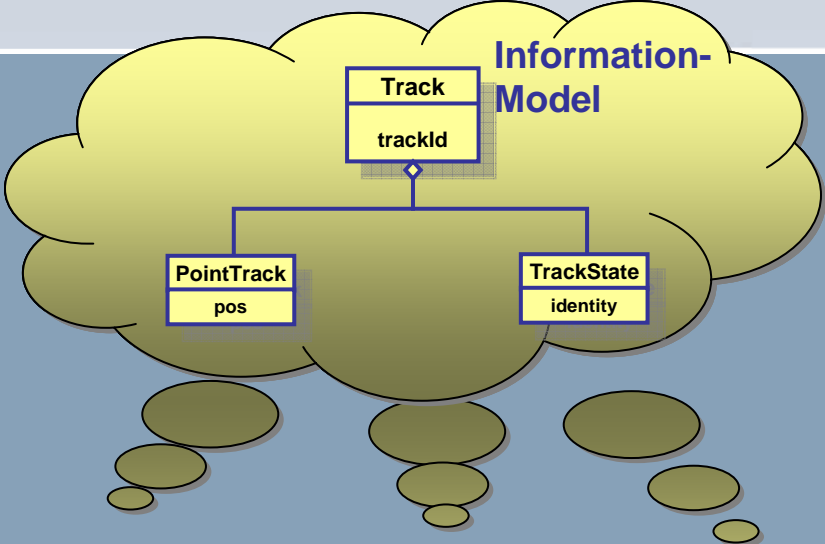 Information-
Model
Track
trackId
PointTrack
pos
TrackState
identity